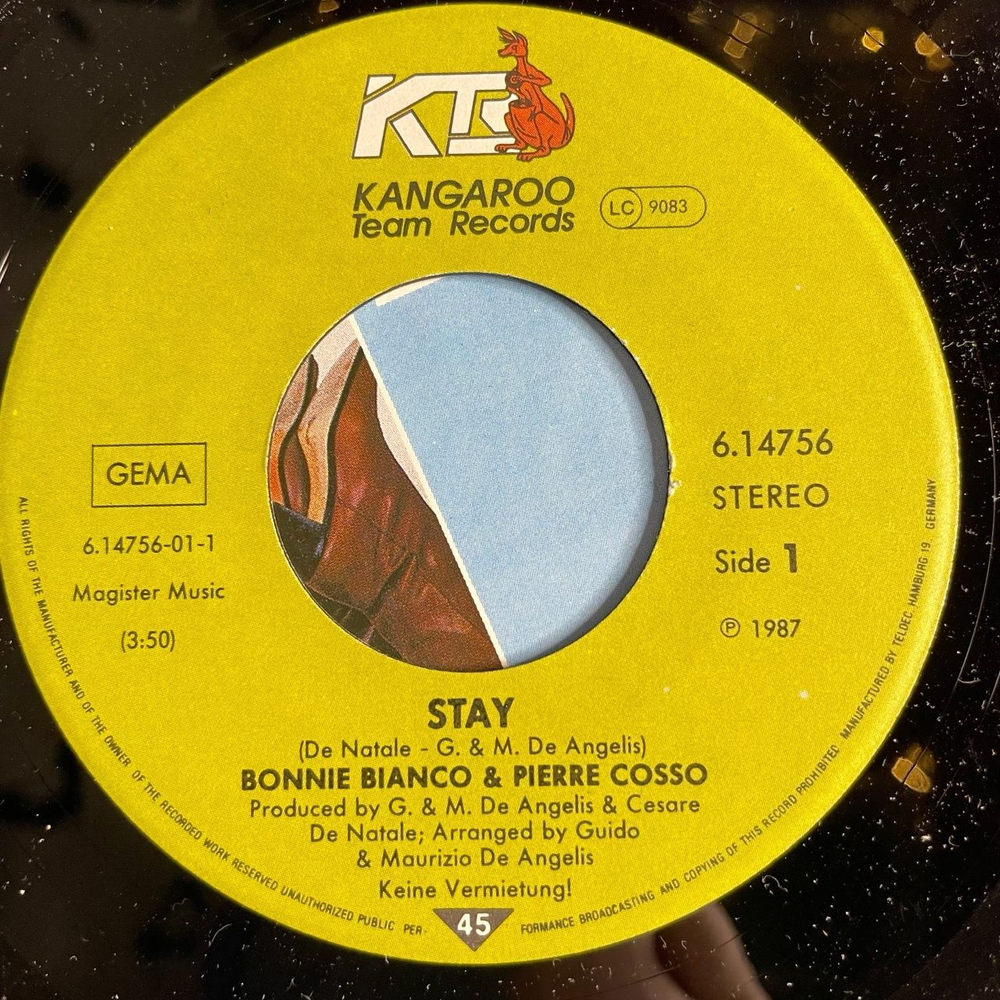 KTR
KANGAROO
Team Records
LC 9083
GEMA
6.14756-01-1
Magister Music
(3:50)
6.14756
STEREO
Side 1
℗ 1987
STAY
(De Natale - G. & M. De Angelis)
BONNIE BIANCO & PIERRE COSSO
Produced by G. & M. De Angelis & Cesare
De Natale; Arranged by Guido
& Maurizio De Angelis
Keine Vermietung!
45
ALL RIGHTS OF THE MANUFACTURER AND OF THE OWNER OF THE RECORDED WORK RESERVED UNAUTHORIZED PUBLIC PER- FORMANCE BROADCASTING AND COPYING OF THIS RECORD PROHIBITED MANUFACTURED BY TELDEC HAMBURG 19 GERMANY